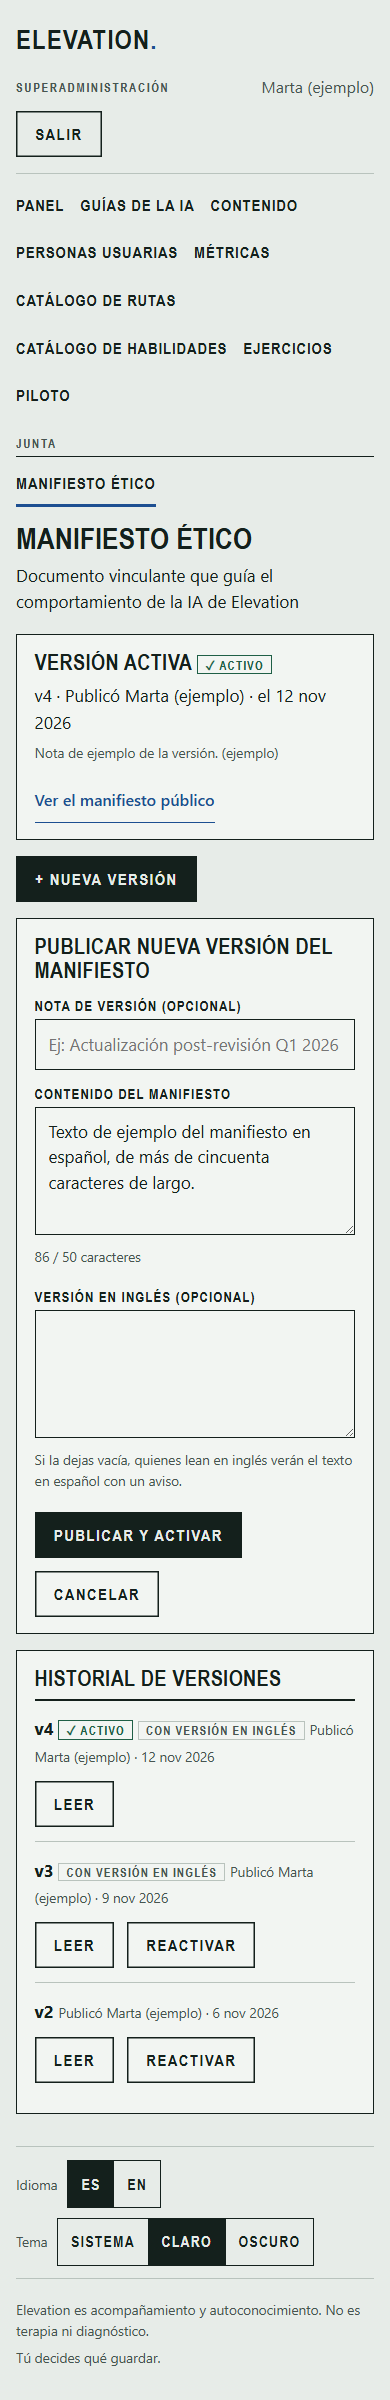 ELEVATION.
SUPERADMINISTRACIÓN Marta (ejemplo)
SALIR
PANEL GUÍAS DE LA IA CONTENIDO
PERSONAS USUARIAS MÉTRICAS
CATÁLOGO DE RUTAS
CATÁLOGO DE HABILIDADES EJERCICIOS
PILOTO
JUNTA
MANIFIESTO ÉTICO
MANIFIESTO ÉTICO
Documento vinculante que guía el
comportamiento de la IA de Elevation
VERSIÓN ACTIVA ✓ ACTIVO
v4 · Publicó Marta (ejemplo) · el 12 nov
2026
Nota de ejemplo de la versión. (ejemplo)
Ver el manifiesto público
+ NUEVA VERSIÓN
PUBLICAR NUEVA VERSIÓN DEL
MANIFIESTO
NOTA DE VERSIÓN (OPCIONAL)
Ej: Actualización post-revisión Q1 2026
CONTENIDO DEL MANIFIESTO
Texto de ejemplo del manifiesto en
español, de más de cincuenta
caracteres de largo.
86 / 50 caracteres
VERSIÓN EN INGLÉS (OPCIONAL)
Si la dejas vacía, quienes lean en inglés verán el texto
en español con un aviso.
PUBLICAR Y ACTIVAR
CANCELAR
HISTORIAL DE VERSIONES
v4 ✓ ACTIVO CON VERSIÓN EN INGLÉS Publicó
Marta (ejemplo) · 12 nov 2026
LEER
v3 CON VERSIÓN EN INGLÉS Publicó Marta
(ejemplo) · 9 nov 2026
LEER REACTIVAR
v2 Publicó Marta (ejemplo) · 6 nov 2026
LEER REACTIVAR
Idioma ES EN
Tema SISTEMA CLARO OSCURO
Elevation es acompañamiento y autoconocimiento. No es
terapia ni diagnóstico.
Tú decides qué guardar.